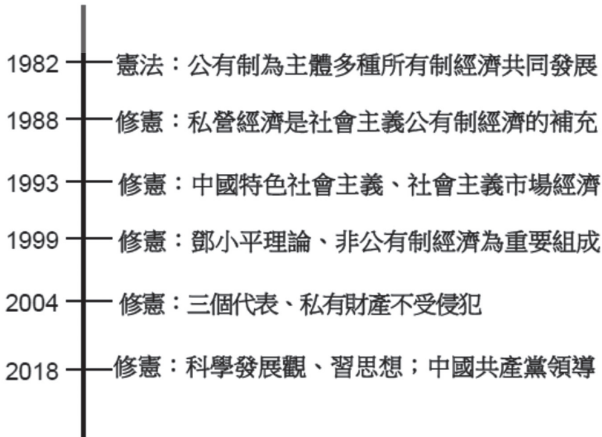 1982 憲法：公有制為主體多種所有制經濟共同發展
1988 修憲：私營經濟是社會主義公有制經濟的補充
1993 修憲：中國特色社會主義、社會主義市場經濟
1999 修憲：鄧小平理論、非公有制經濟為重要組成
2004 修憲：三個代表、私有財產不受侵犯
2018 修憲：科學發展觀、習思想；中國共產黨領導